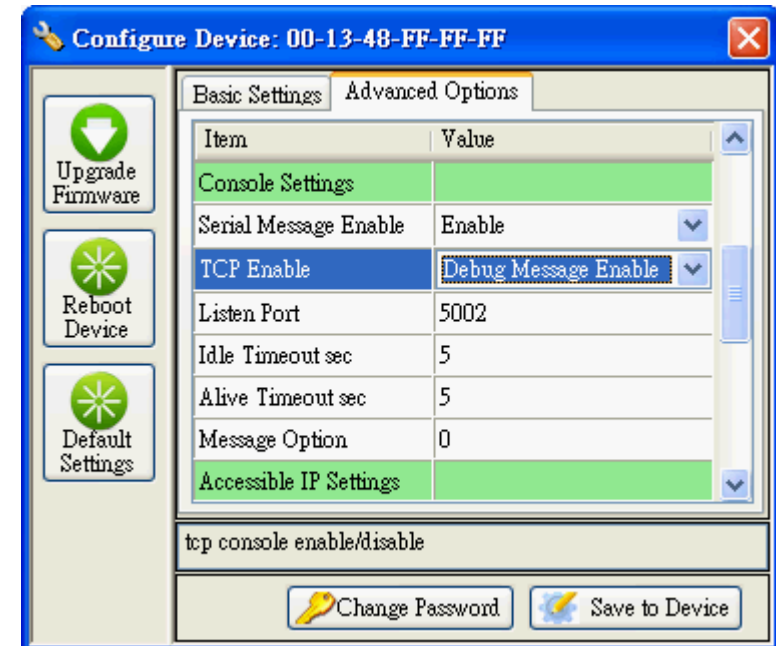 Configure Device: 00-13-48-FF-FF-FF
Upgrade
Firmware
Reboot
Device
Default
Settings
Basic Settings Advanced Options
Item Value
Console Settings
Serial Message Enable Enable
TCP Enable Debug Message Enable
Listen Port 5002
Idle Timeout sec 5
Alive Timeout sec 5
Message Option 0
Accessible IP Settings
tcp console enable/disable
Change Password Save to Device